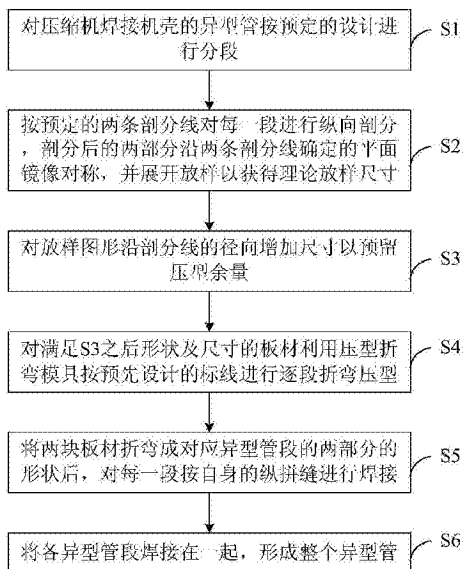 对压缩机焊接机壳的异型管按预定的设计进
行分段
S1
按预定的两条剖分线对每一段进行纵向剖分
，剖分后的两部分沿两条剖分线确定的平面
镜像对称，并展开放样以获得理论放样尺寸
S2
对放样图形沿剖分线的径向增加尺寸以预留
压型余量
S3
对满足S3之后形状及尺寸的板材利用压型折
弯模具按预先设计的标线进行逐段折弯压型
S4
将两块板材折弯成对应异型管段的两部分的
形状后，对每一段按自身的纵拼缝进行焊接
S5
将各异型管段焊接在一起，形成整个异型管
S6